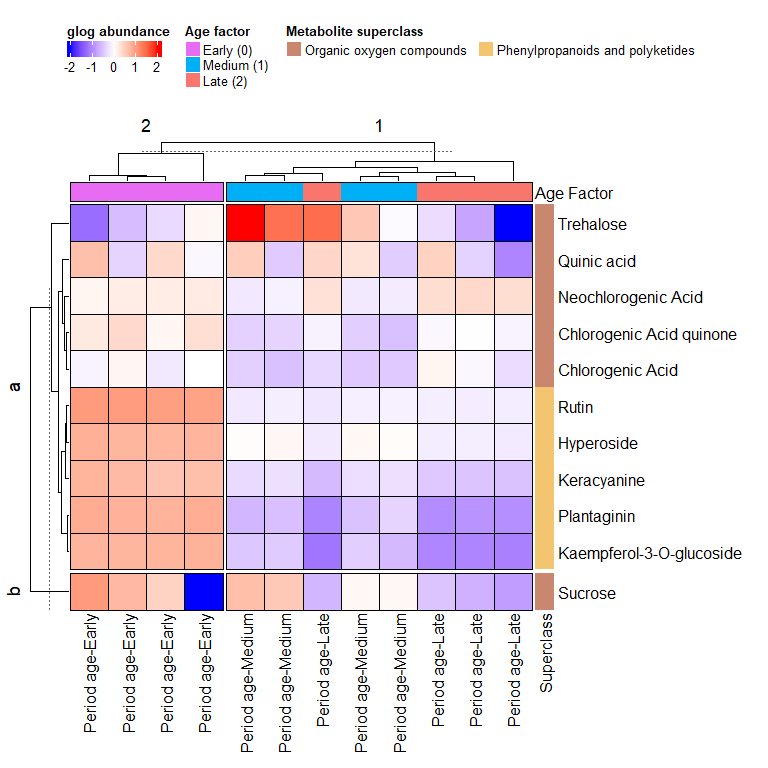 glog abundance
-2 -1 0 1 2
Age factor
Early (0)
Medium (1)
Late (2)
Metabolite superclass
Organic oxygen compounds
Phenylpropanoids and polyketides
2
1
Age Factor
Trehalose
Quinic acid
Neochlorogenic Acid
Chlorogenic Acid quinone
Chlorogenic Acid
Rutin
Hyperoside
Keracyanine
Plantaginin
Kaempferol-3-O-glucoside
Sucrose
a
b
Period age-Early
Period age-Early
Period age-Early
Period age-Early
Period age-Medium
Period age-Medium
Period age-Late
Period age-Medium
Period age-Medium
Period age-Late
Period age-Late
Period age-Late
Superclass